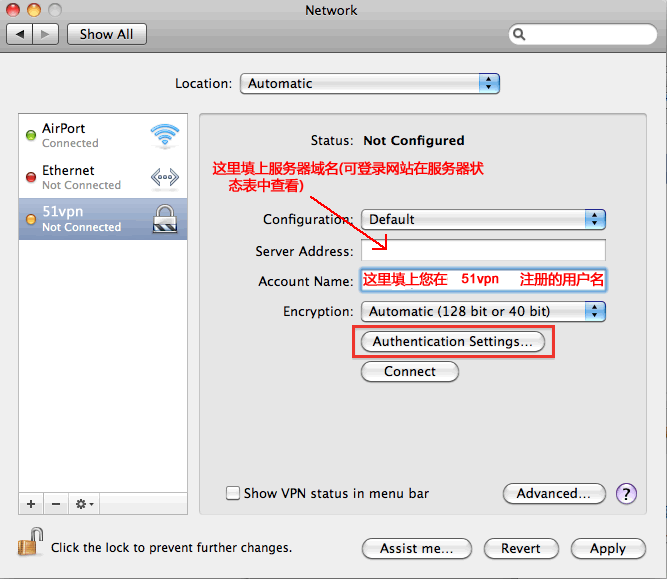 Network
Show All
Location: Automatic
AirPort
Connected
Ethernet
Not Connected
51vpn
Not Connected
Status: Not Configured
这里填上服务器域名(可登录网站在服务器状
态表中查看)
Configuration: Default
Server Address:
Account Name: 这里填上您在 51vpn 注册的用户名
Encryption: Automatic (128 bit or 40 bit)
Authentication Settings...
Connect
Show VPN status in menu bar
Advanced...
?
Click the lock to prevent further changes.
Assist me...
Revert
Apply